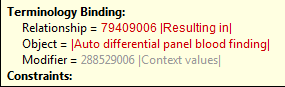 Terminology Binding:
Relationship = 79409006 |Resulting in|
Object = |Auto differential panel blood finding|
Modifier = 288529006 |Context values|
Constraints: